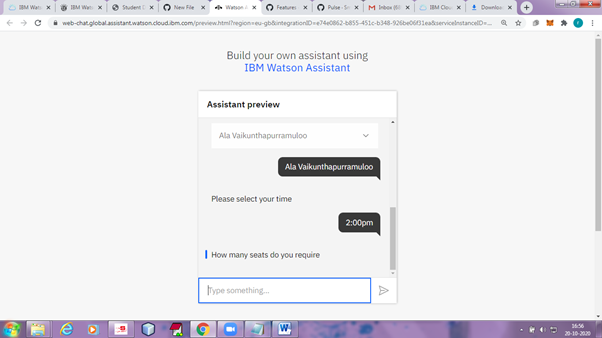 IBM Wats
IBM Wats
Student
New File
Watson A
Features
Pulse - S
Inbox (69
IBM Clou
Downloa
web-chat.global.assistant.watson.cloud.ibm.com/preview.html?region=eu-gb&integrationID=e74e0862-b855-451c-b348-926be06f31ea&serviceInstanceID=...
Build your own assistant using
IBM Watson Assistant
Assistant preview
Ala Vaikunthapurramuloo
Ala Vaikunthapurramuloo
Please select your time
2:00pm
How many seats do you require
Type something...
16:56
20-10-2020